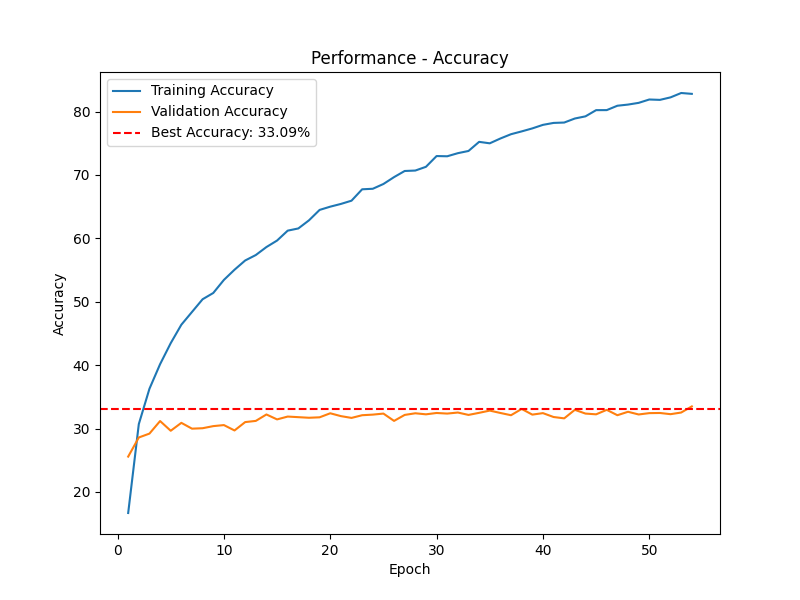 Performance - Accuracy
Training Accuracy
Validation Accuracy
Best Accuracy: 33.09%
80
70
60
50
40
30
20
Accuracy
0 10 20 30 40 50
Epoch